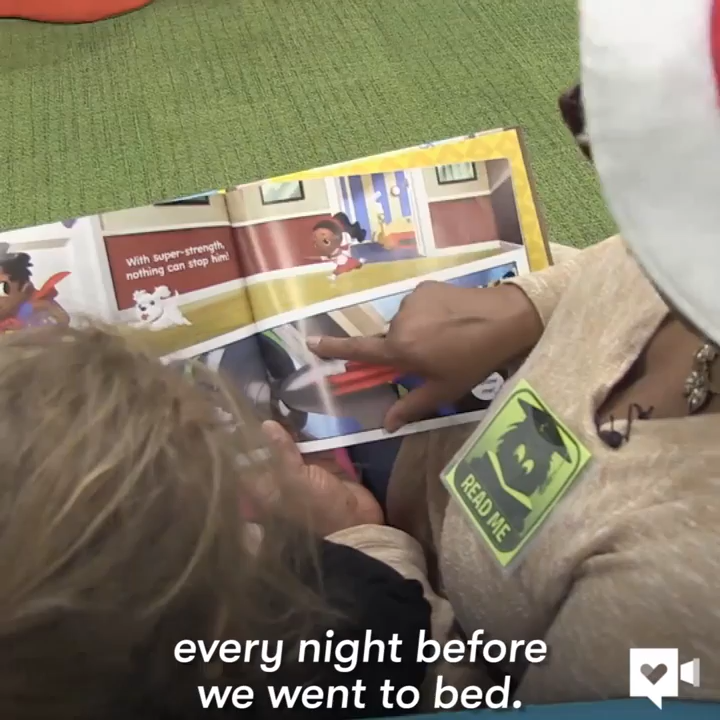 With super-strength,
nothing can stop him!
READ ME
every night before
we went to bed.